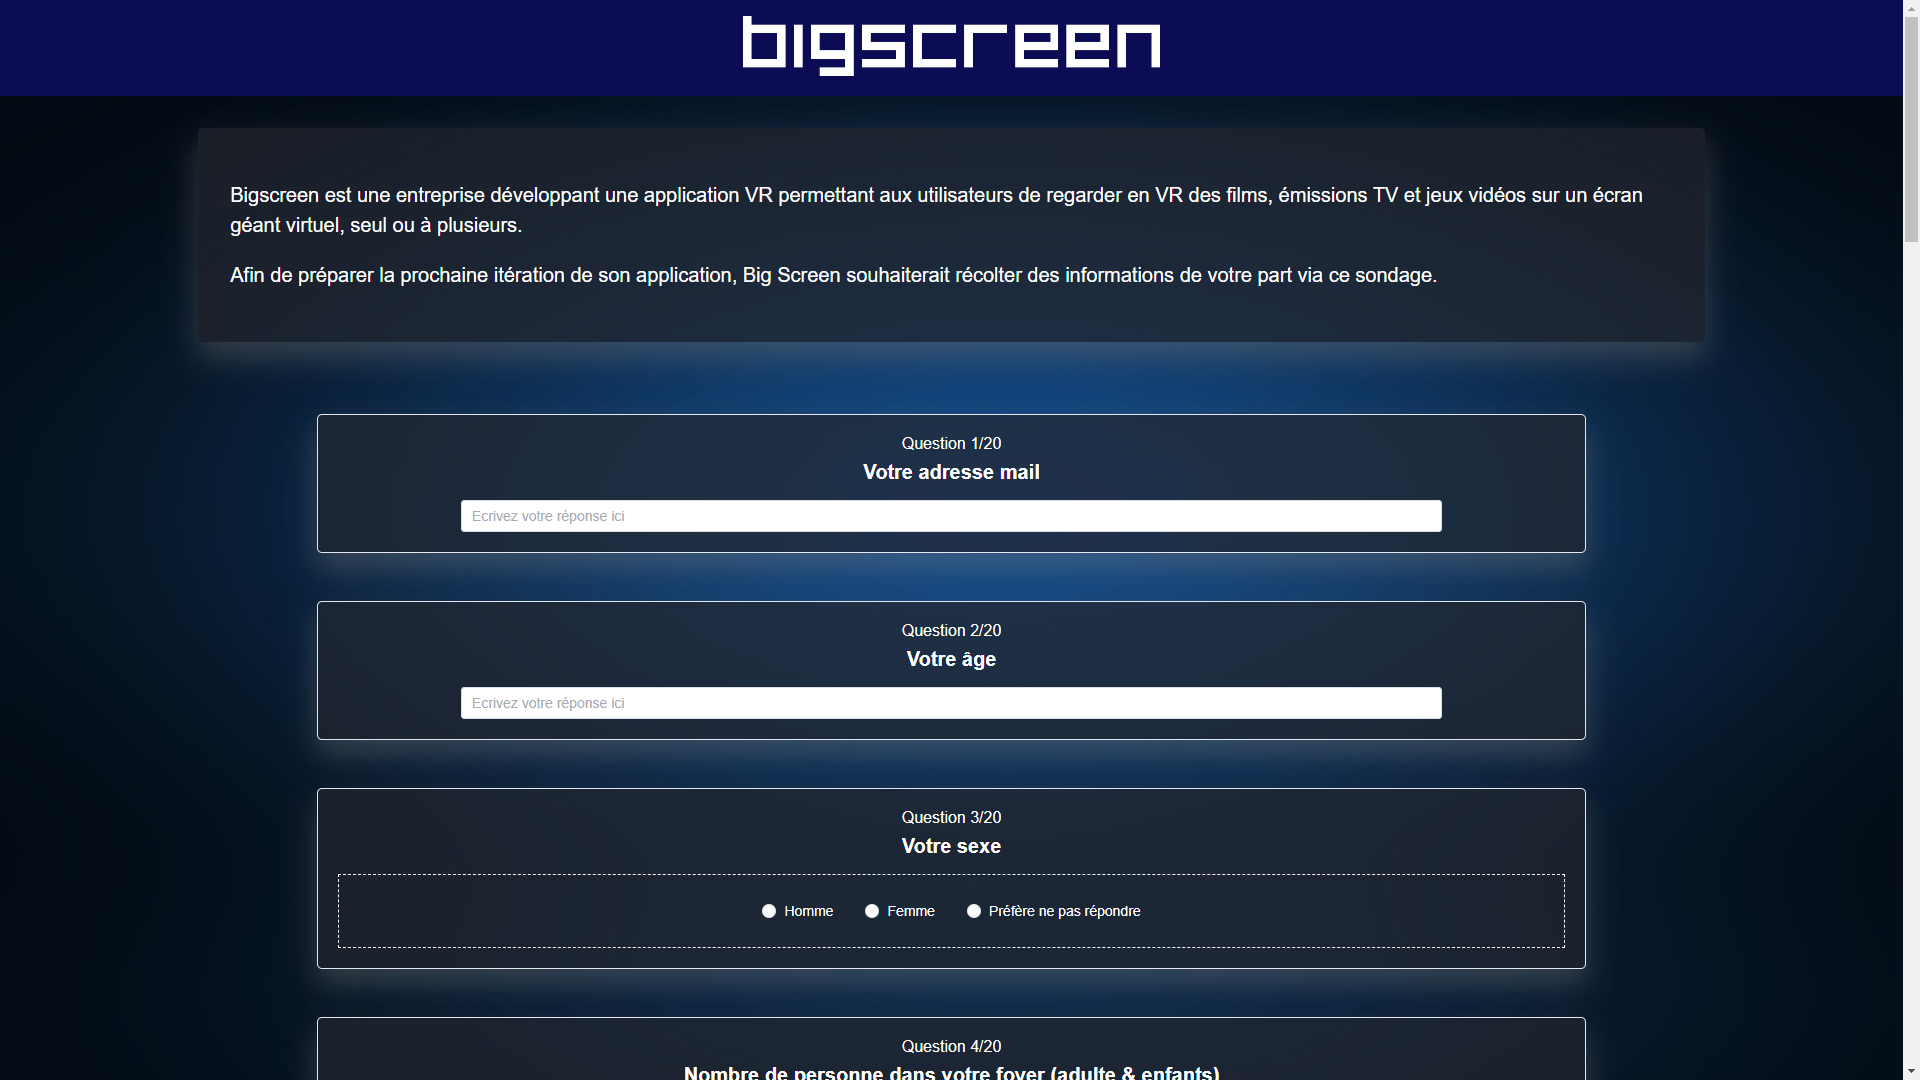 bigscreen
Bigscreen est une entreprise développant une application VR permettant aux utilisateurs de regarder en VR des films, émissions TV et jeux vidéos sur un écran
géant virtuel, seul ou à plusieurs.
Afin de préparer la prochaine itération de son application, Big Screen souhaiterait récolter des informations de votre part via ce sondage.
Question 1/20
Votre adresse mail
Ecrivez votre réponse ici
Question 2/20
Votre âge
Ecrivez votre réponse ici
Question 3/20
Votre sexe
Homme Femme Préfère ne pas répondre
Question 4/20
Nombre de personne dans votre foyer (adulte & enfants)